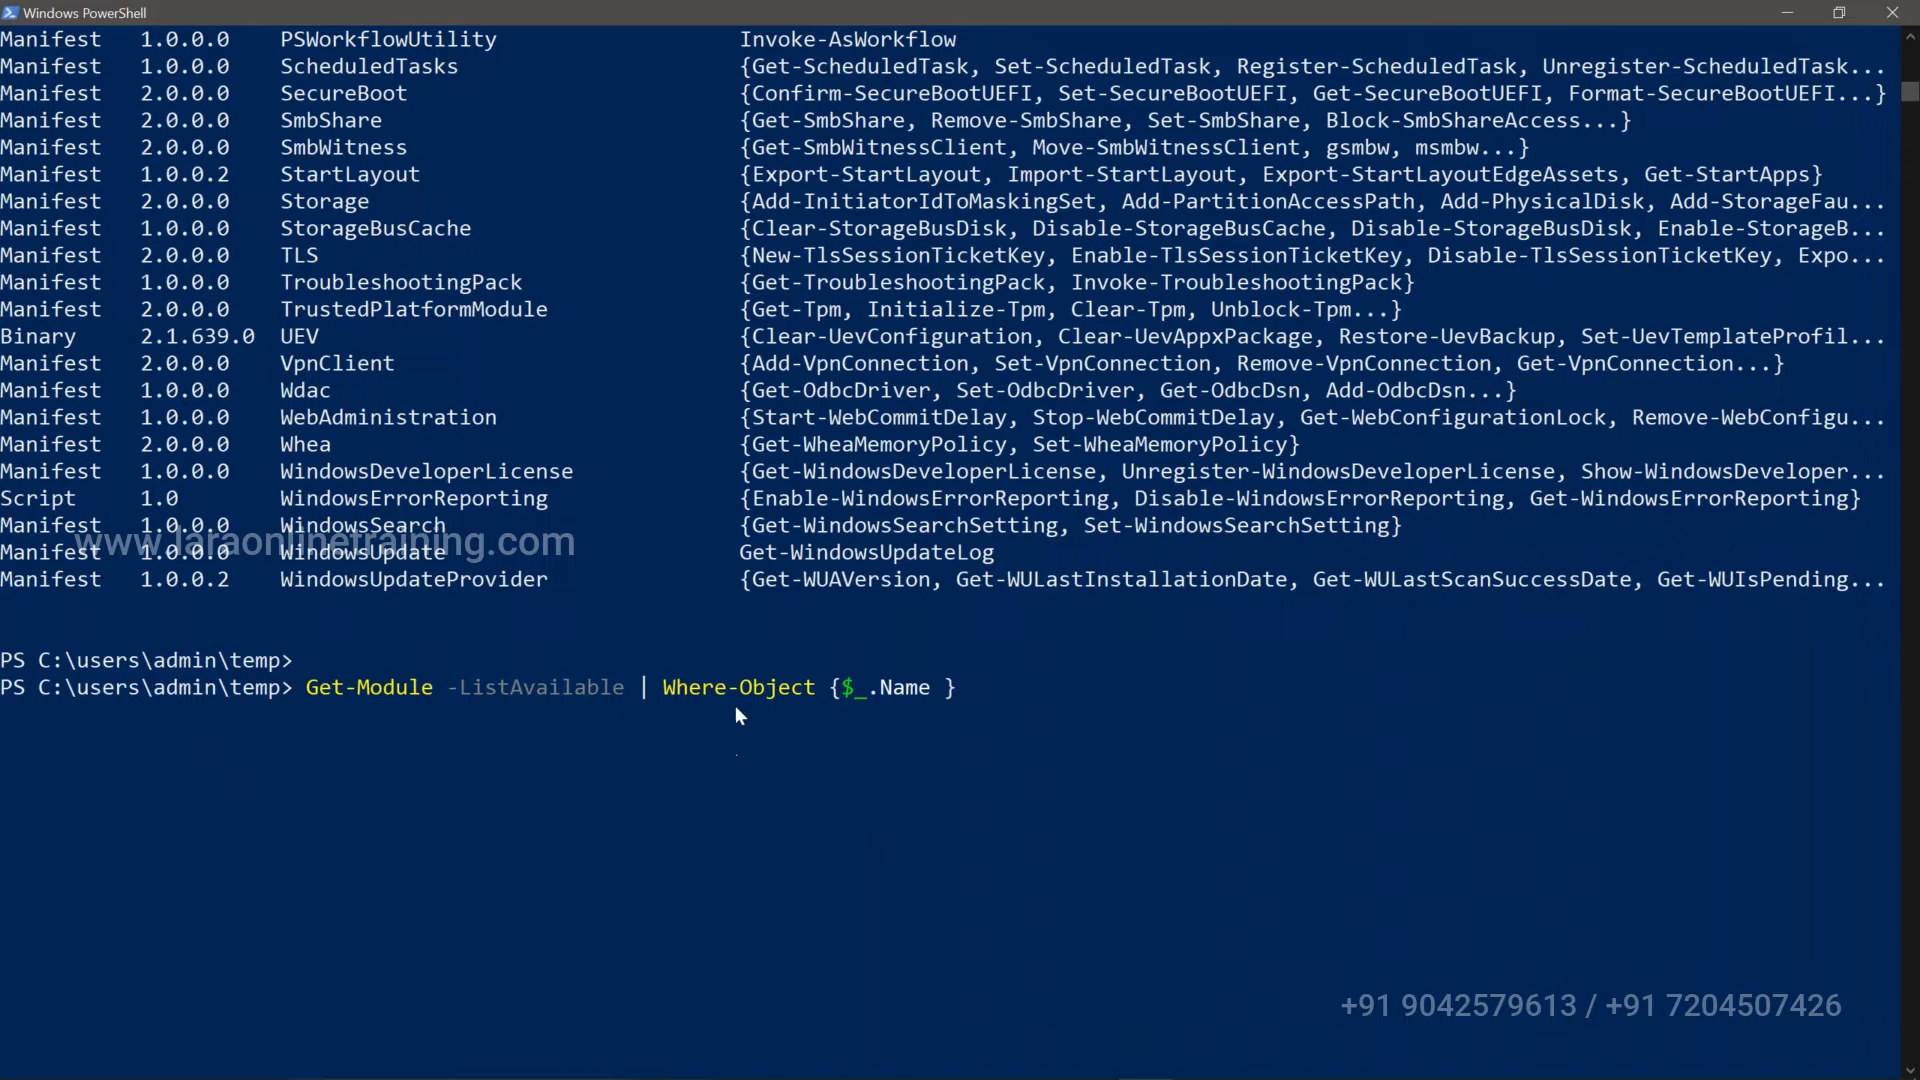 Windows PowerShell
Manifest 1.0.0.0 PSWorkflowUtility Invoke-AsWorkflow
Manifest 1.0.0.0 ScheduledTasks {Get-ScheduledTask, Set-ScheduledTask, Register-ScheduledTask, Unregister-ScheduledTask...
Manifest 2.0.0.0 SecureBoot {Confirm-SecureBootUEFI, Set-SecureBootUEFI, Get-SecureBootUEFI, Format-SecureBootUEFI...}
Manifest 2.0.0.0 SmbShare {Get-SmbShare, Remove-SmbShare, Set-SmbShare, Block-SmbShareAccess...}
Manifest 2.0.0.0 SmbWitness {Get-SmbWitnessClient, Move-SmbWitnessClient, gsmbw, msmbw...}
Manifest 1.0.0.2 StartLayout {Export-StartLayout, Import-StartLayout, Export-StartLayoutEdgeAssets, Get-StartApps}
Manifest 2.0.0.0 Storage {Add-InitiatorIdToMaskingSet, Add-PartitionAccessPath, Add-PhysicalDisk, Add-StorageFau...
Manifest 1.0.0.0 StorageBusCache {Clear-StorageBusDisk, Disable-StorageBusCache, Disable-StorageBusDisk, Enable-StorageB...
Manifest 2.0.0.0 TLS {New-TlsSessionTicketKey, Enable-TlsSessionTicketKey, Disable-TlsSessionTicketKey, Expo...
Manifest 1.0.0.0 TroubleshootingPack {Get-TroubleshootingPack, Invoke-TroubleshootingPack}
Manifest 2.0.0.0 TrustedPlatformModule {Get-Tpm, Initialize-Tpm, Clear-Tpm, Unblock-Tpm...}
Binary 2.1.639.0 UEV {Clear-UevConfiguration, Clear-UevAppxPackage, Restore-UevBackup, Set-UevTemplateProfil...
Manifest 2.0.0.0 VpnClient {Add-VpnConnection, Set-VpnConnection, Remove-VpnConnection, Get-VpnConnection...}
Manifest 1.0.0.0 Wdac {Get-OdbcDriver, Set-OdbcDriver, Get-OdbcDsn, Add-OdbcDsn...}
Manifest 1.0.0.0 WebAdministration {Start-WebCommitDelay, Stop-WebCommitDelay, Get-WebConfigurationLock, Remove-WebConfigu...
Manifest 2.0.0.0 Whea {Get-WheaMemoryPolicy, Set-WheaMemoryPolicy}
Manifest 1.0.0.0 WindowsDeveloperLicense {Get-WindowsDeveloperLicense, Unregister-WindowsDeveloperLicense, Show-WindowsDeveloper...
Script 1.0 WindowsErrorReporting {Enable-WindowsErrorReporting, Disable-WindowsErrorReporting, Get-WindowsErrorReporting}
Manifest 1.0.0.0 WindowsSearch {Get-WindowsSearchSetting, Set-WindowsSearchSetting}
www.laraonlinetraining.com
Manifest 1.0.0.0 WindowsUpdate Get-WindowsUpdateLog
Manifest 1.0.0.2 WindowsUpdateProvider {Get-WUAVersion, Get-WULastInstallationDate, Get-WULastScanSuccessDate, Get-WUIsPending...
PS C:\users\admin\temp>
PS C:\users\admin\temp> Get-Module -ListAvailable | Where-Object {$_.Name }
+91 9042579613 / +91 7204507426